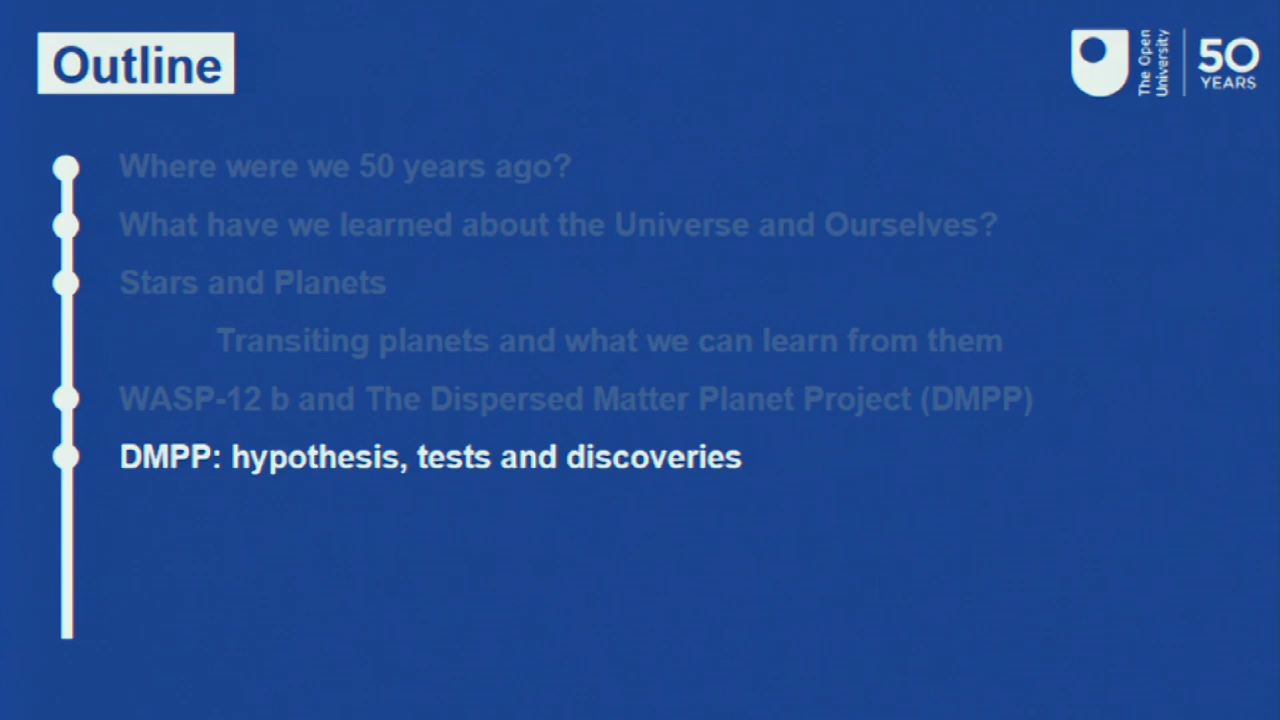 Outline
The Open
University
50
YEARS
Where were we 50 years ago?
What have we learned about the Universe and Ourselves?
Stars and Planets
Transiting planets and what we can learn from them
WASP-12 b and The Dispersed Matter Planet Project (DMPP)
DMPP: hypothesis, tests and discoveries